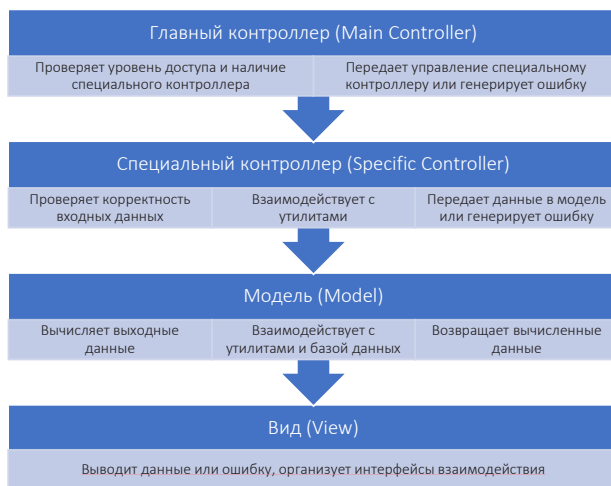 Главный контроллер (Main Controller)
Проверяет уровень доступа и наличие
специального контроллера
Передает управление специальному
контроллеру или генерирует ошибку
Специальный контроллер (Specific Controller)
Проверяет корректность
входных данных
Взаимодействует с
утилитами
Передает данные в модель
или генерирует ошибку
Модель (Model)
Вычисляет выходные
данные
Взаимодействует с
утилитами и базой данных
Возвращает вычисленные
данные
Вид (View)
Выводит данные или ошибку, организует интерфейсы взаимодействия